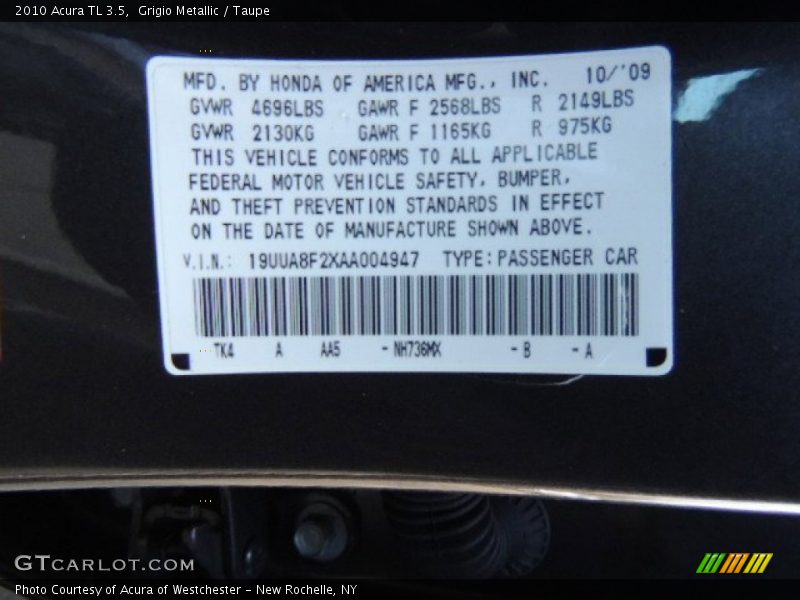 2010 Acura TL 3.5,  Grigio Metallic / Taupe
MFD. BY HONDA OF AMERICA MFG., INC. 10/'09
GVWR 4696LBS GAWR F 2568LBS R 2149LBS
GVWR 2130KG GAWR F 1165KG R 975KG
THIS VEHICLE CONFORMS TO ALL APPLICABLE
FEDERAL MOTOR VEHICLE SAFETY, BUMPER,
AND THEFT PREVENTION STANDARDS IN EFFECT
ON THE DATE OF MANUFACTURE SHOWN ABOVE.
V.I.N.: 19UUA8F2XAA004947 TYPE: PASSENGER CAR
TK4 A AA5 - NH736MX - B - A
GTCARLOT.COM
Photo Courtesy of Acura of Westchester - New Rochelle, NY